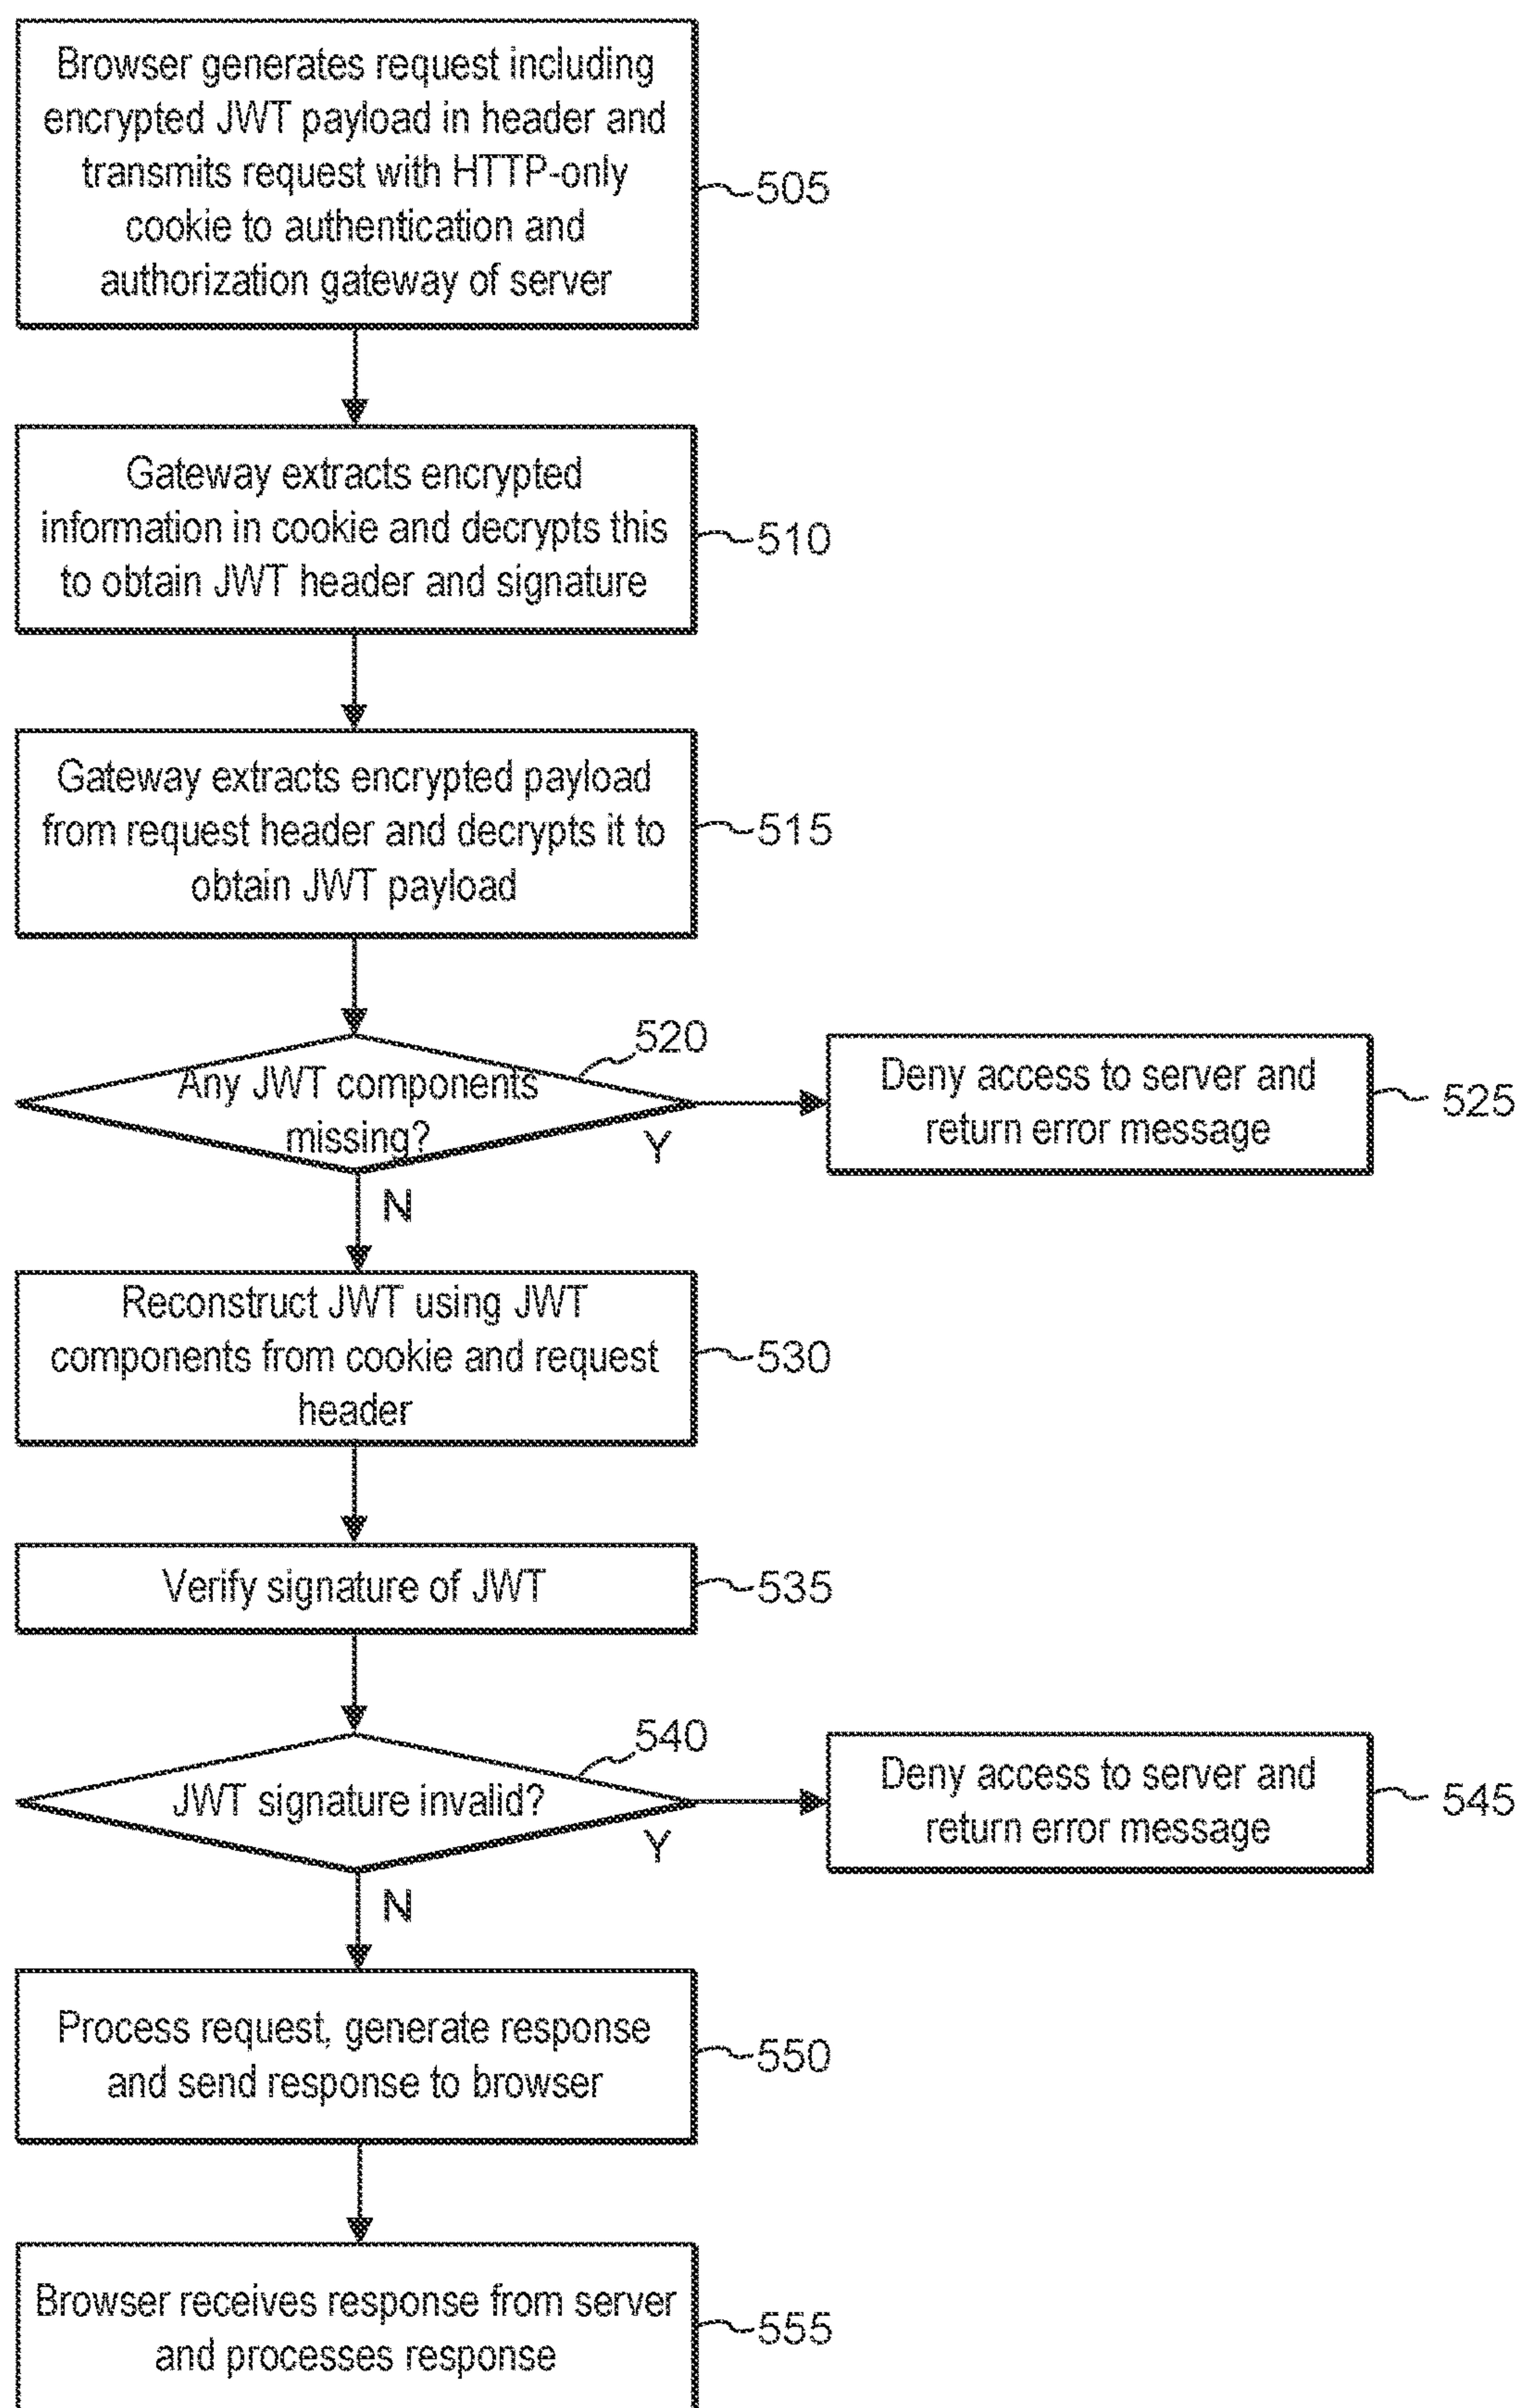 Browser generates request including
encrypted JWT payload in header and
transmits request with HTTP-only
cookie to authentication and
authorization gateway of server
505
Gateway extracts encrypted
information in cookie and decrypts this
to obtain JWT header and signature
510
Gateway extracts encrypted payload
from request header and decrypts it to
obtain JWT payload
515
520
Any JWT components
missing?
Y
N
Deny access to server and
return error message
525
Reconstruct JWT using JWT
components from cookie and request
header
530
Verify signature of JWT
535
540
JWT signature invalid?
Y
N
Deny access to server and
return error message
545
Process request, generate response
and send response to browser
550
Browser receives response from server
and processes response
555